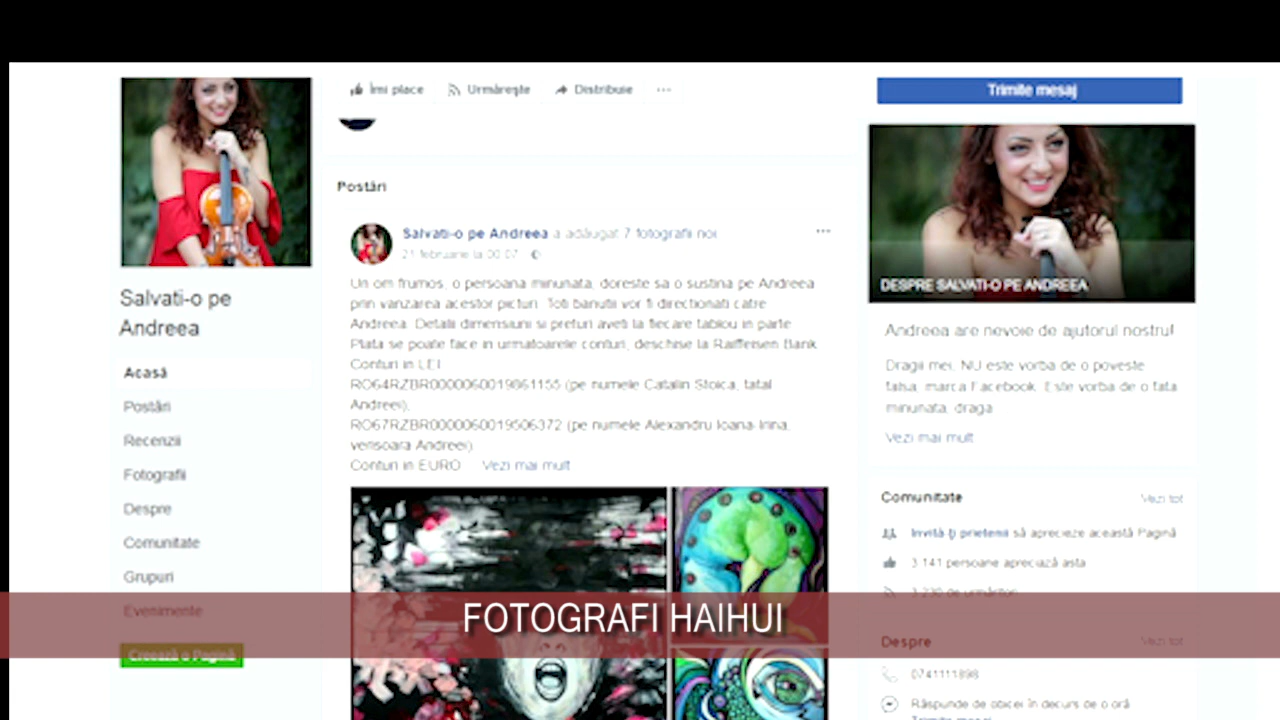 Îmi place
Urmărește
Distribuie
Trimite mesaj
Postări
Salvati-o pe Andreea a adăugat 7 fotografii noi
21 februarie la 00:07
Un om frumos, o persoana minunata, doreste sa o sustina pe Andreea
prin vanzarea acestor picturi. Toti banutii vor fi directionati catre
Andreea. Detalii dimensiuni si preturi aveti la fiecare tablou in parte
Plata se poate face in urmatoarele conturi, deschise la Raiffeisen Bank
Conturi in LEI
RO64RZBR0000060019861155 (pe numele Catalin Stoica, tatal
Andreei),
RO67RZBR0000060019506372 (pe numele Alexandru Ioana-Irina,
verisoara Andreei)
Conturi in EURO Vezi mai mult
Salvati-o pe
Andreea
Acasă
Postări
Recenzii
Fotografii
Despre
Comunitate
Grupuri
Evenimente
Creează o Pagină
DESPRE SALVATI-O PE ANDREEA
Andreea are nevoie de ajutorul nostru!
Dragii mei, NU este vorba de o poveste
falsa, marca Facebook. Este vorba de o fata
minunata, draga
Vezi mai mult
Comunitate Vezi tot
Invită-ți prietenii să aprecieze această Pagină
3.141 persoane apreciază asta
3.230 de urmăritori
Despre Vezi tot
0741111898
Răspunde de obicei în decurs de o oră
Trimite mesaj
FOTOGRAFI HAIHUI